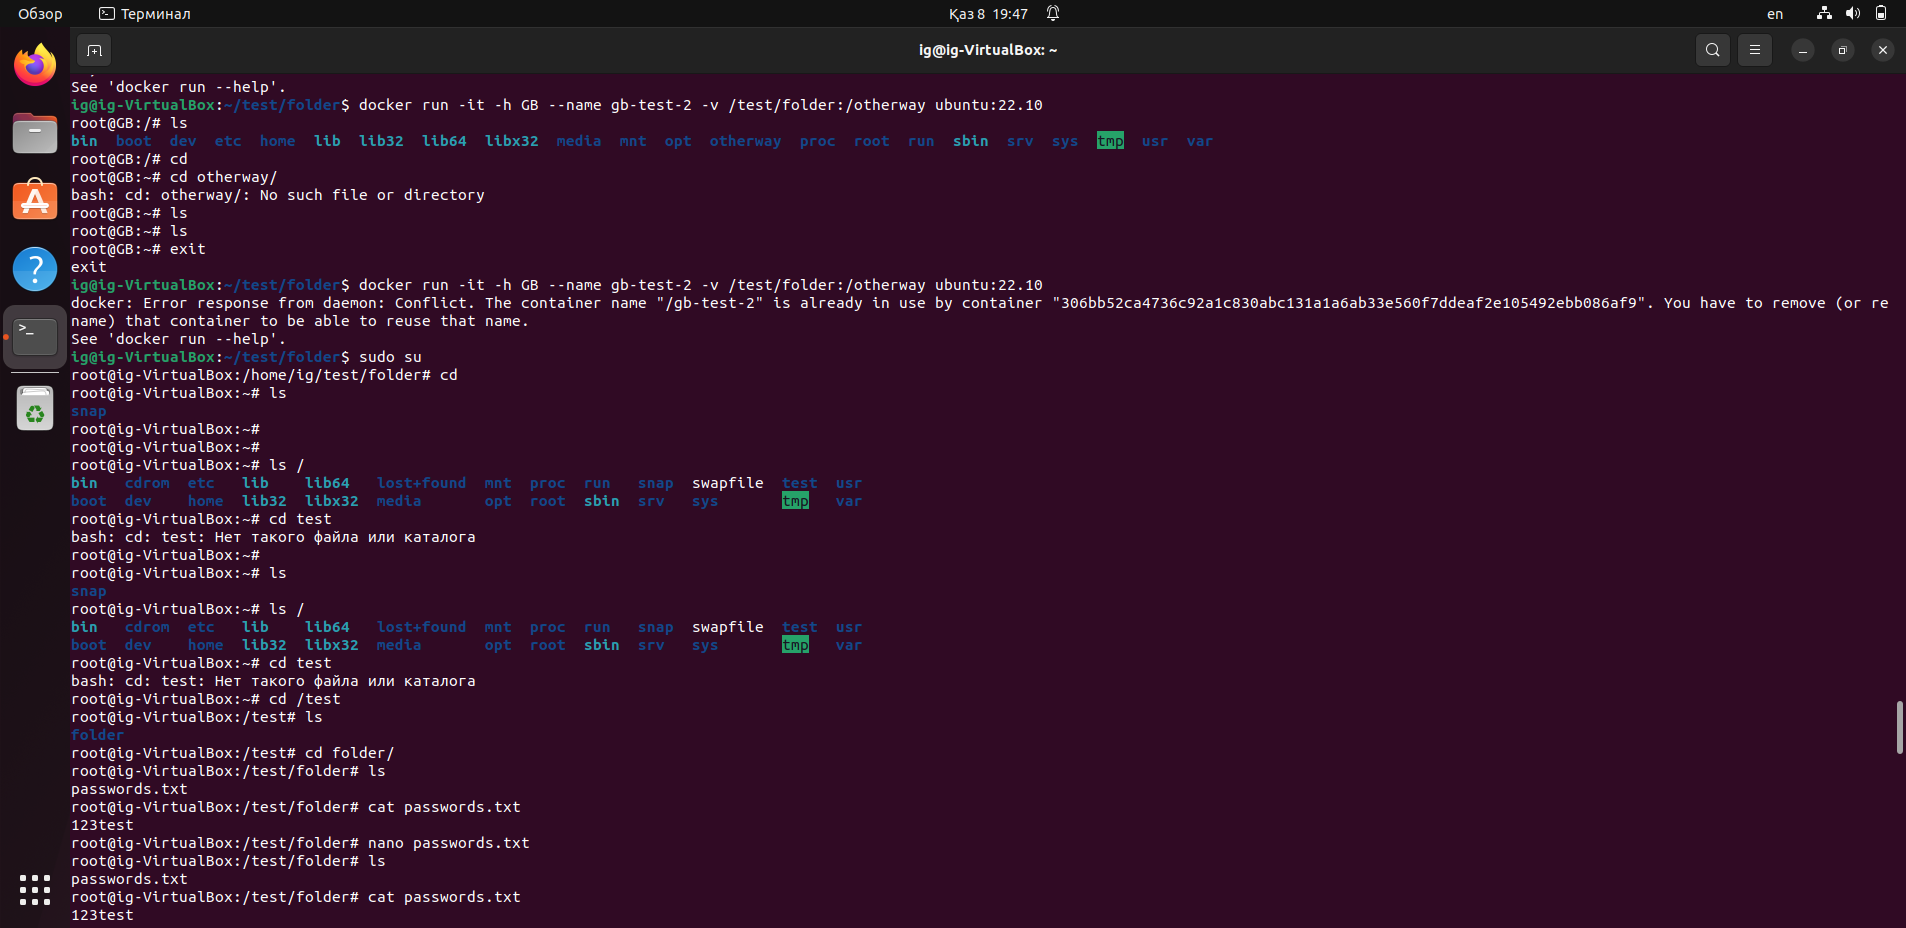 Обзор Терминал Қаз 8 19:47 en
ig@ig-VirtualBox: ~
See 'docker run --help'.
ig@ig-VirtualBox:~/test/folder$ docker run -it -h GB --name gb-test-2 -v /test/folder:/otherway ubuntu:22.10
root@GB:/# ls
bin boot dev etc home lib lib32 lib64 libx32 media mnt opt otherway proc root run sbin srv sys tmp usr var
root@GB:/# cd
root@GB:~# cd otherway/
bash: cd: otherway/: No such file or directory
root@GB:~# ls
root@GB:~# ls
root@GB:~# exit
exit
ig@ig-VirtualBox:~/test/folder$ docker run -it -h GB --name gb-test-2 -v /test/folder:/otherway ubuntu:22.10
docker: Error response from daemon: Conflict. The container name "/gb-test-2" is already in use by container "306bb52ca4736c92a1c830abc131a1a6ab33e560f7ddeaf2e105492ebb086af9". You have to remove (or re
name) that container to be able to reuse that name.
See 'docker run --help'.
ig@ig-VirtualBox:~/test/folder$ sudo su
root@ig-VirtualBox:/home/ig/test/folder# cd
root@ig-VirtualBox:~# ls
snap
root@ig-VirtualBox:~#
root@ig-VirtualBox:~#
root@ig-VirtualBox:~# ls /
bin cdrom etc lib lib64 lost+found mnt proc run snap swapfile test usr
boot dev home lib32 libx32 media opt root sbin srv sys tmp var
root@ig-VirtualBox:~# cd test
bash: cd: test: Нет такого файла или каталога
root@ig-VirtualBox:~#
root@ig-VirtualBox:~# ls
snap
root@ig-VirtualBox:~# ls /
bin cdrom etc lib lib64 lost+found mnt proc run snap swapfile test usr
boot dev home lib32 libx32 media opt root sbin srv sys tmp var
root@ig-VirtualBox:~# cd test
bash: cd: test: Нет такого файла или каталога
root@ig-VirtualBox:~# cd /test
root@ig-VirtualBox:/test# ls
folder
root@ig-VirtualBox:/test# cd folder/
root@ig-VirtualBox:/test/folder# ls
passwords.txt
root@ig-VirtualBox:/test/folder# cat passwords.txt
123test
root@ig-VirtualBox:/test/folder# nano passwords.txt
root@ig-VirtualBox:/test/folder# ls
passwords.txt
root@ig-VirtualBox:/test/folder# cat passwords.txt
123test